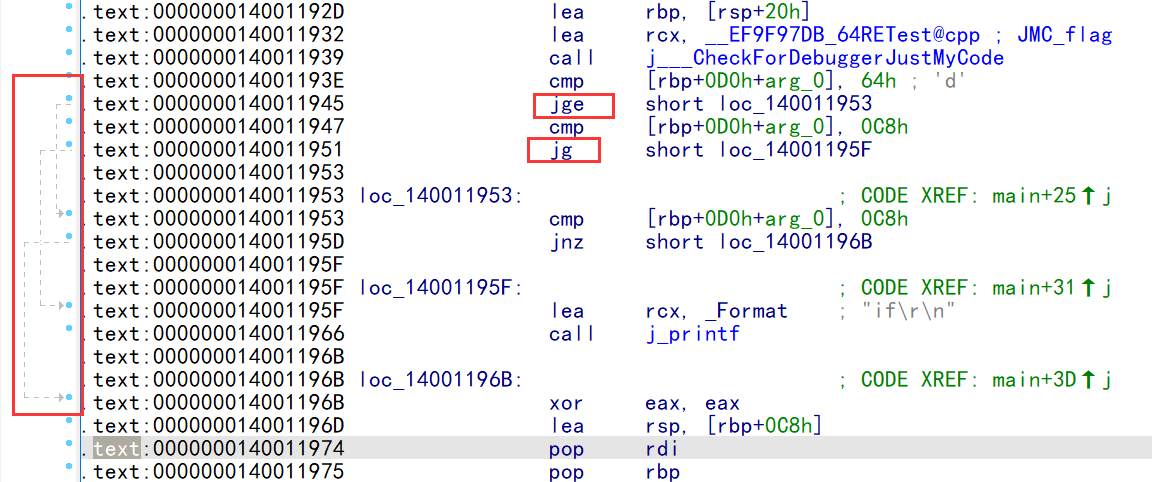 .text:000000014001192D lea rbp, [rsp+20h]
.text:0000000140011932 lea rcx, __EF9F97DB_64RETest@cpp ; JMC_flag
.text:0000000140011939 call j___CheckForDebuggerJustMyCode
.text:000000014001193E cmp [rbp+0D0h+arg_0], 64h ; 'd'
.text:0000000140011945 jge short loc_140011953
.text:0000000140011947 cmp [rbp+0D0h+arg_0], 0C8h
.text:0000000140011951 jg short loc_14001195F
.text:0000000140011953
.text:0000000140011953 loc_140011953: ; CODE XREF: main+25↑j
.text:0000000140011953 cmp [rbp+0D0h+arg_0], 0C8h
.text:000000014001195D jnz short loc_14001196B
.text:000000014001195F
.text:000000014001195F loc_14001195F: ; CODE XREF: main+31↑j
.text:000000014001195F lea rcx, _Format ; "if\r\n"
.text:0000000140011966 call j_printf
.text:000000014001196B
.text:000000014001196B loc_14001196B: ; CODE XREF: main+3D↑j
.text:000000014001196B xor eax, eax
.text:000000014001196D lea rsp, [rbp+0C8h]
.text:0000000140011974 pop rdi
.text:0000000140011975 pop rbp